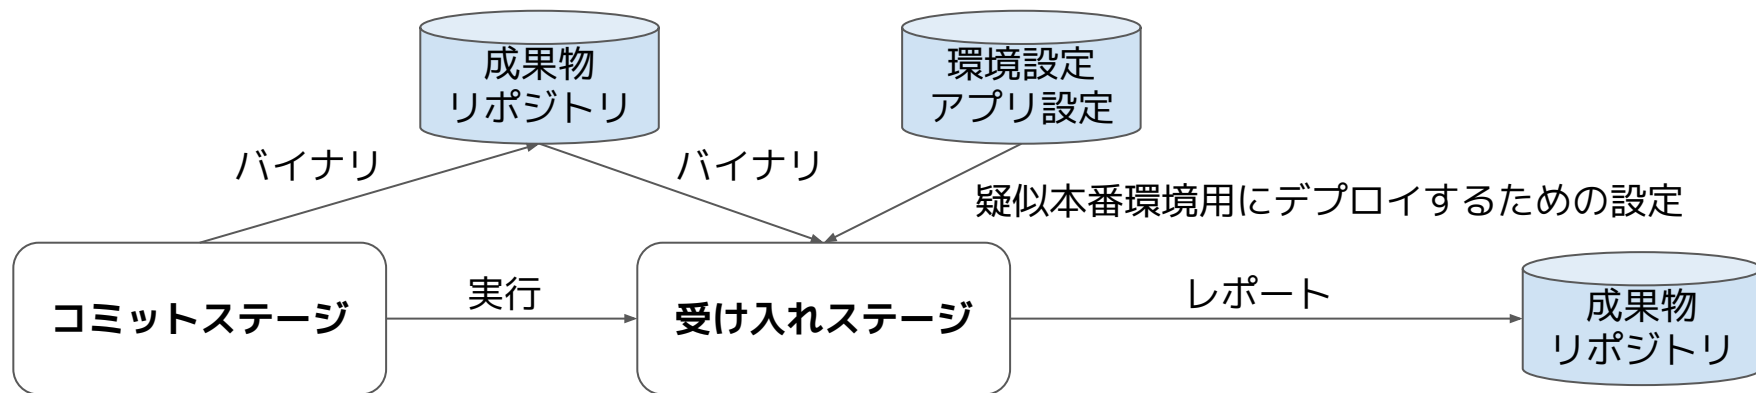 成果物
リポジトリ
環境設定
アプリ設定
バイナリ
バイナリ
疑似本番環境用にデプロイするための設定
コミットステージ
実行
受け入れステージ
レポート
成果物
リポジトリ